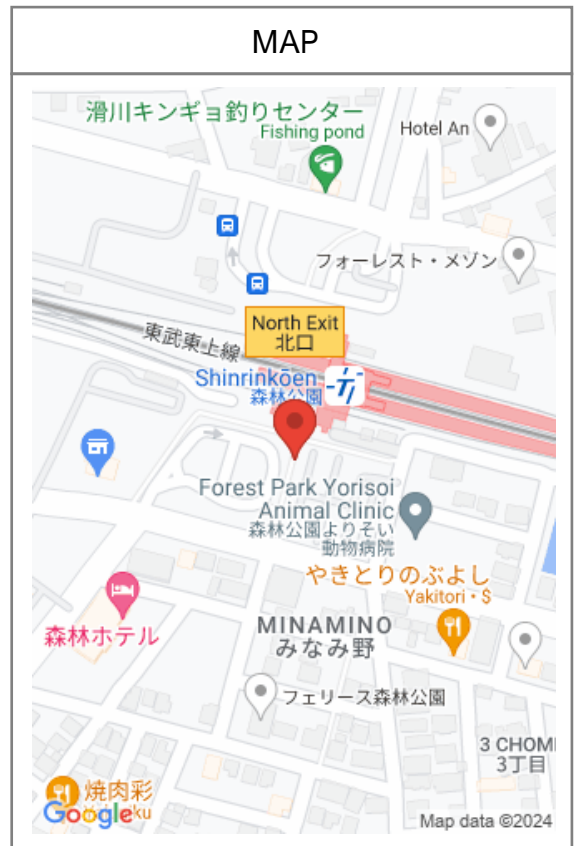 MAP
滑川キンギョ釣りセンター
Fishing pond
Hotel An
フォーレスト・メゾン
North Exit
北口
東武東上線
Shinrinkōen
森林公園
Forest Park Yorisoi
Animal Clinic
森林公園よりそい
動物病院
やきとりのぶよし
Yakitori・$
MINAMINO
みなみ野
森林ホテル
フェリース森林公園
3 CHOM
3丁目
焼肉彩
Google
ku
Map data ©2024